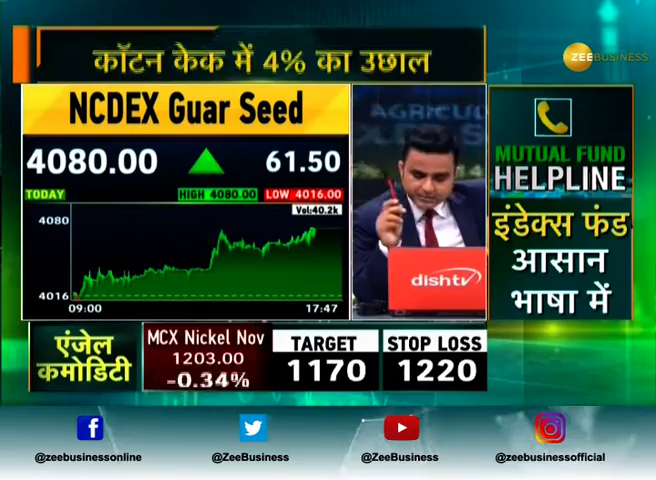 कॉटन केक में 4% का उछाल
ZEEBUSINESS
NCDEX Guar Seed
4080.00 61.50
TODAY HIGH 4080.00 LOW 4016.00
Vol:40.2k
4080
4016
09:00 17:47
dishtv
MUTUAL FUND
HELPLINE
इंडेक्स फंड
आसान
भाषा में
एंजेल
कमोडिटी
MCX Nickel Nov
1203.00
-0.34%
TARGET
1170
STOP LOSS
1220
@zeebusinessonline
@ZeeBusiness
@ZeeBusiness
@zeebusinessofficial